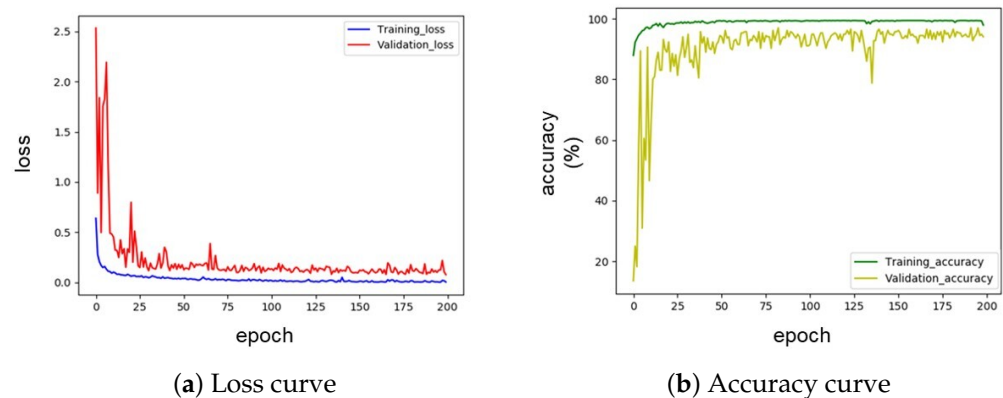 2.5
2.0
1.5
1.0
0.5
0.0
loss
Training_loss
Validation_loss
0 25 50 75 100 125 150 175 200
epoch
(a) Loss curve
100
80
60
40
20
accuracy
(%)
Training_accuracy
Validation_accuracy
0 25 50 75 100 125 150 175 200
epoch
(b) Accuracy curve